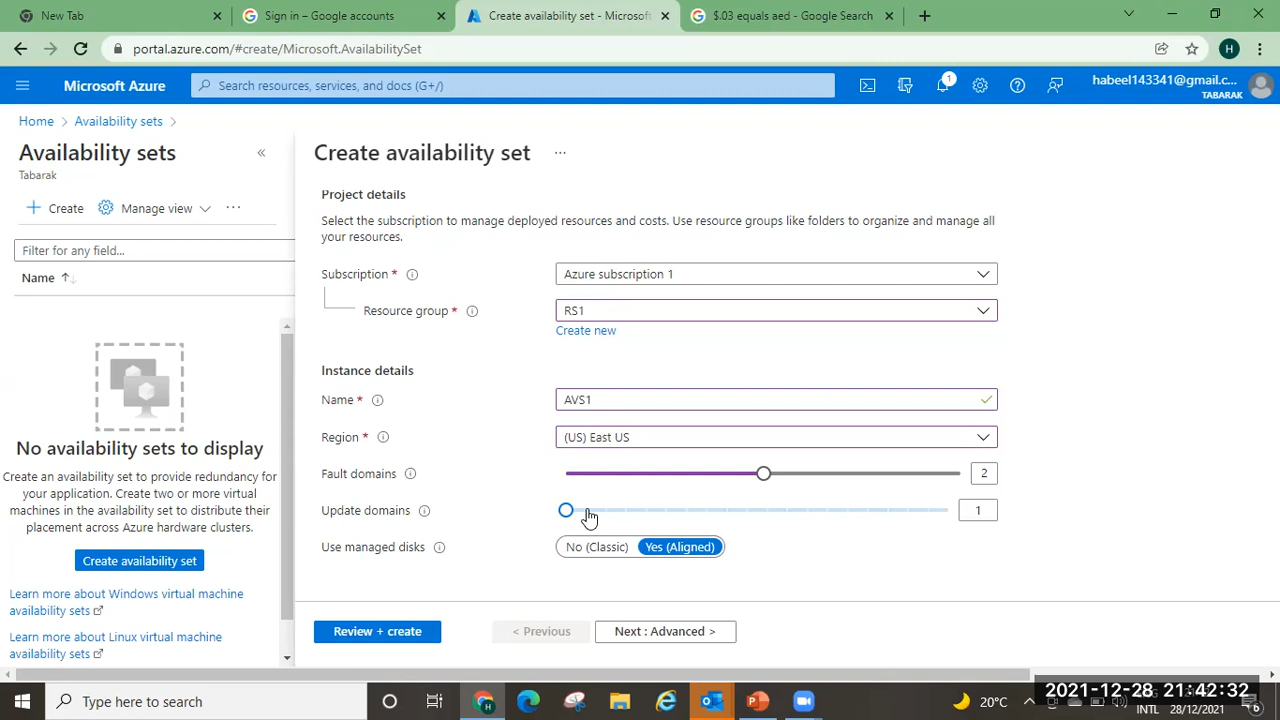 New Tab
Sign in – Google accounts
Create availability set - Microsoft
$.03 equals aed - Google Search
portal.azure.com/#create/Microsoft.AvailabilitySet
H
Microsoft Azure
Search resources, services, and docs (G+/)
1
habeel143341@gmail.c...
TABARAK
Home
Availability sets
Availability sets
Tabarak
Create
Manage view
Filter for any field...
Name
No availability sets to display
Create an availability set to provide redundancy for
your application. Create two or more virtual
machines in the availability set to distribute their
placement across Azure hardware clusters.
Create availability set
Learn more about Windows virtual machine
availability sets
Learn more about Linux virtual machine
availability sets
Create availability set
Project details
Select the subscription to manage deployed resources and costs. Use resource groups like folders to organize and manage all
your resources.
Subscription *
Azure subscription 1
Resource group *
RS1
Create new
Instance details
Name *
AVS1
Region *
(US) East US
Fault domains
2
Update domains
1
Use managed disks
No (Classic)
Yes (Aligned)
Review + create
< Previous
Next : Advanced >
Type here to search
20°C
2021-12-28 21:42:32
INTL
28/12/2021
6